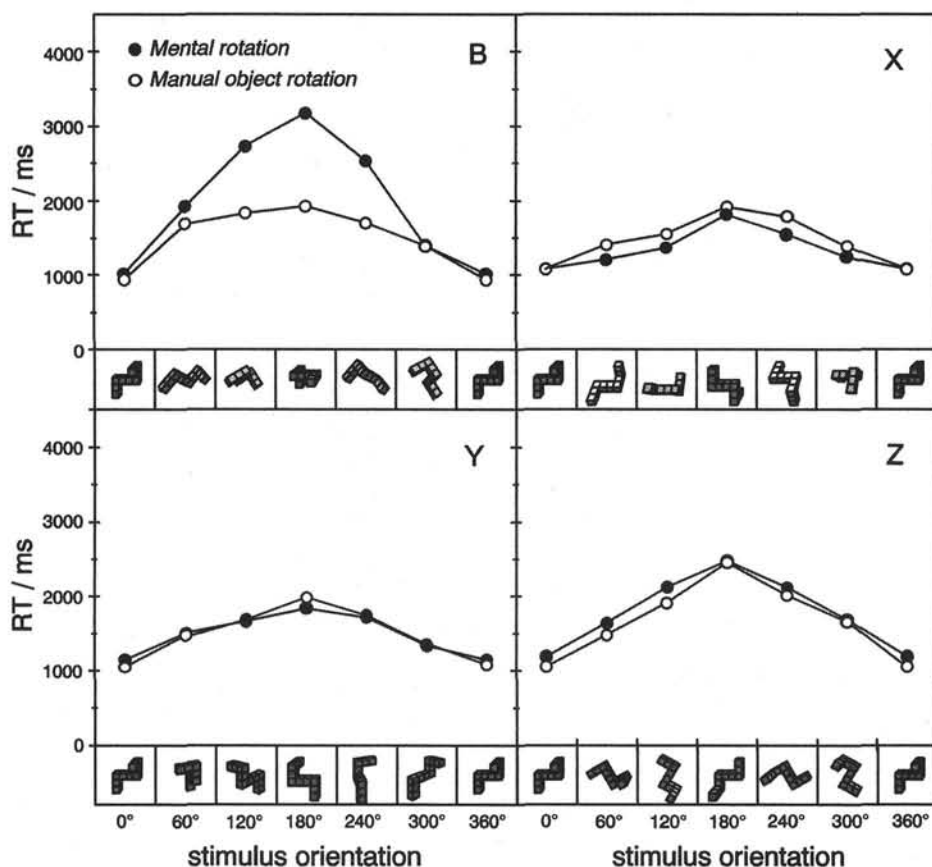 ● Mental rotation
○ Manual object rotation
B
X
RT / ms
4000
3000
2000
1000
0
Y
Z
RT / ms
4000
3000
2000
1000
0
0° 60° 120° 180° 240° 300° 360°
0° 60° 120° 180° 240° 300° 360°
stimulus orientation
stimulus orientation